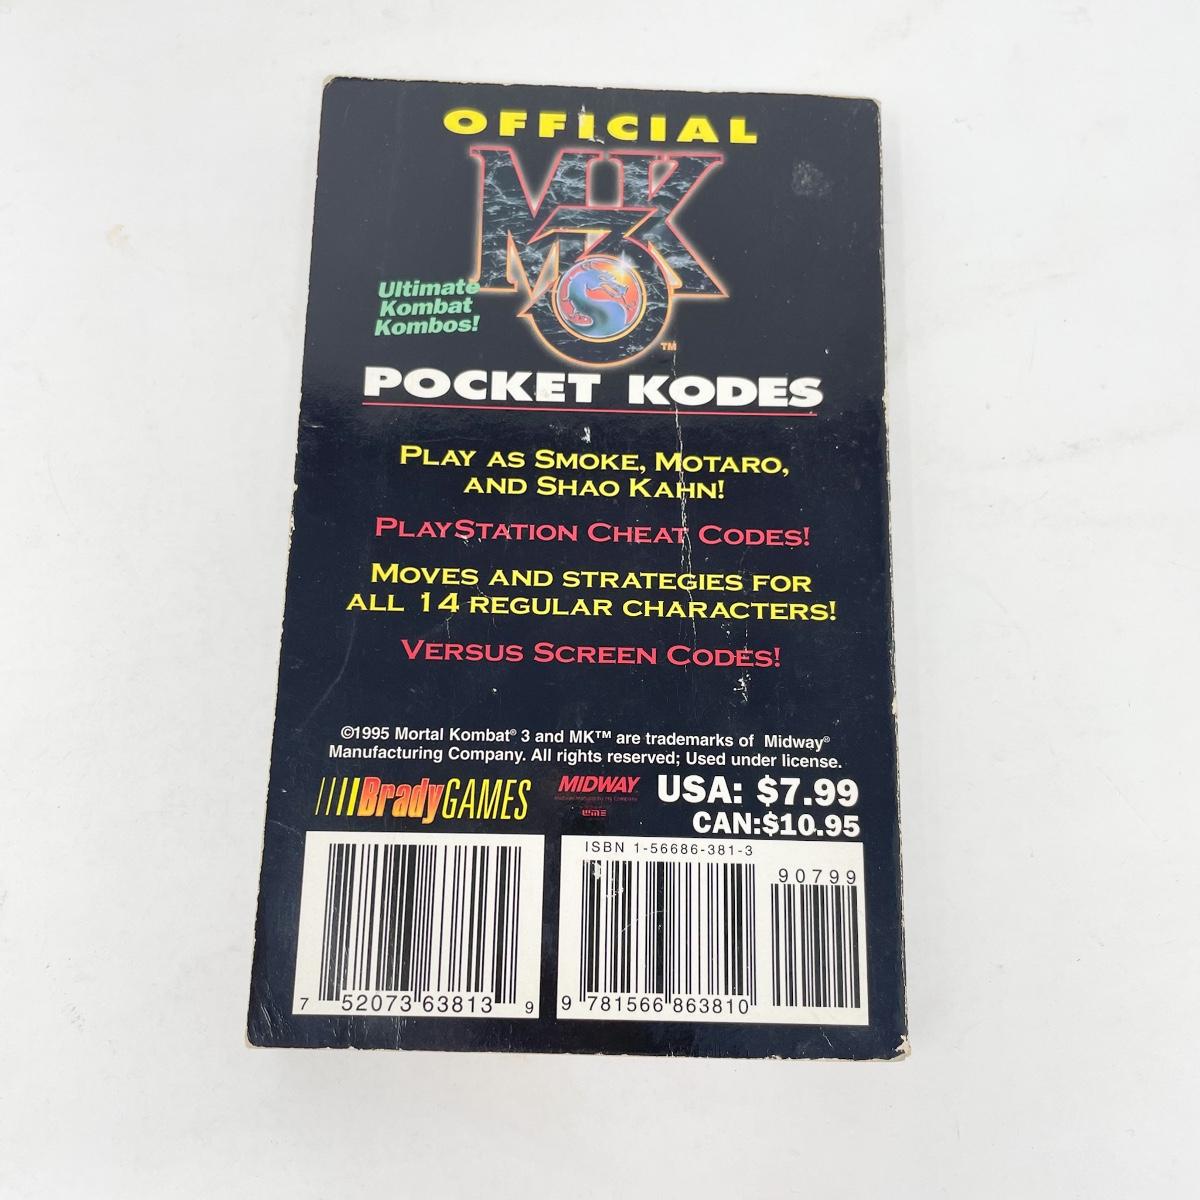 OFFICIAL
MK3
Ultimate
Kombat
Kombos!
TM
POCKET KODES
PLAY AS SMOKE, MOTARO,
AND SHAO KAHN!
PLAYSTATION CHEAT CODES!
MOVES AND STRATEGIES FOR
ALL 14 REGULAR CHARACTERS!
VERSUS SCREEN CODES!
©1995 Mortal Kombat® 3 and MK™ are trademarks of Midway®
Manufacturing Company. All rights reserved; Used under license.
BradyGAMES
MIDWAY
USA: $7.99
CAN:$10.95
ISBN 1-56686-381-3
90799
7 52073 63813 9
9 781566 863810